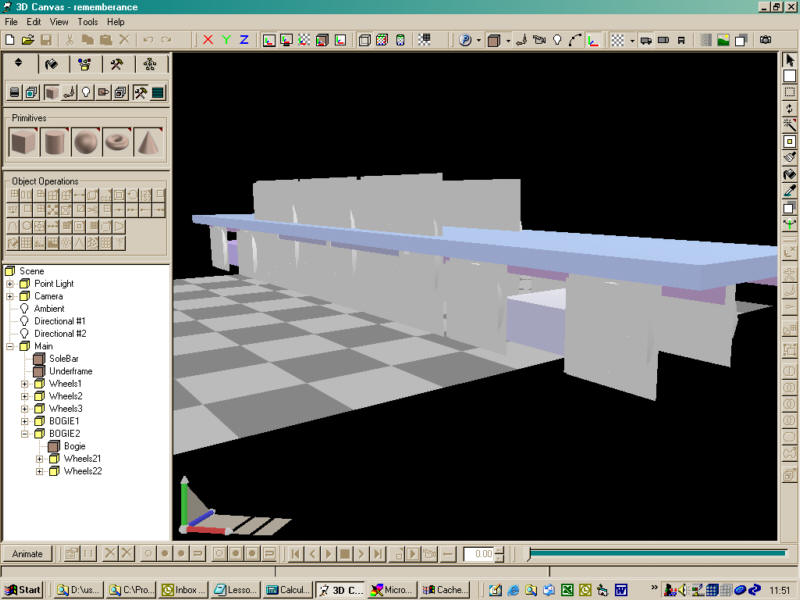 3D Canvas - rememberance
File Edit View Tools Help
X Y Z
Primitives
Object Operations
Scene
Point Light
Camera
Ambient
Directional #1
Directional #2
Main
SoleBar
Underframe
Wheels1
Wheels2
Wheels3
BOGIE1
BOGIE2
Bogie
Wheels21
Wheels22
Animate
0.00
Start D:\us... C:\Pro... Inbox ... Lesso... Calcul... 3D C... Micro... Cache... » 11:51